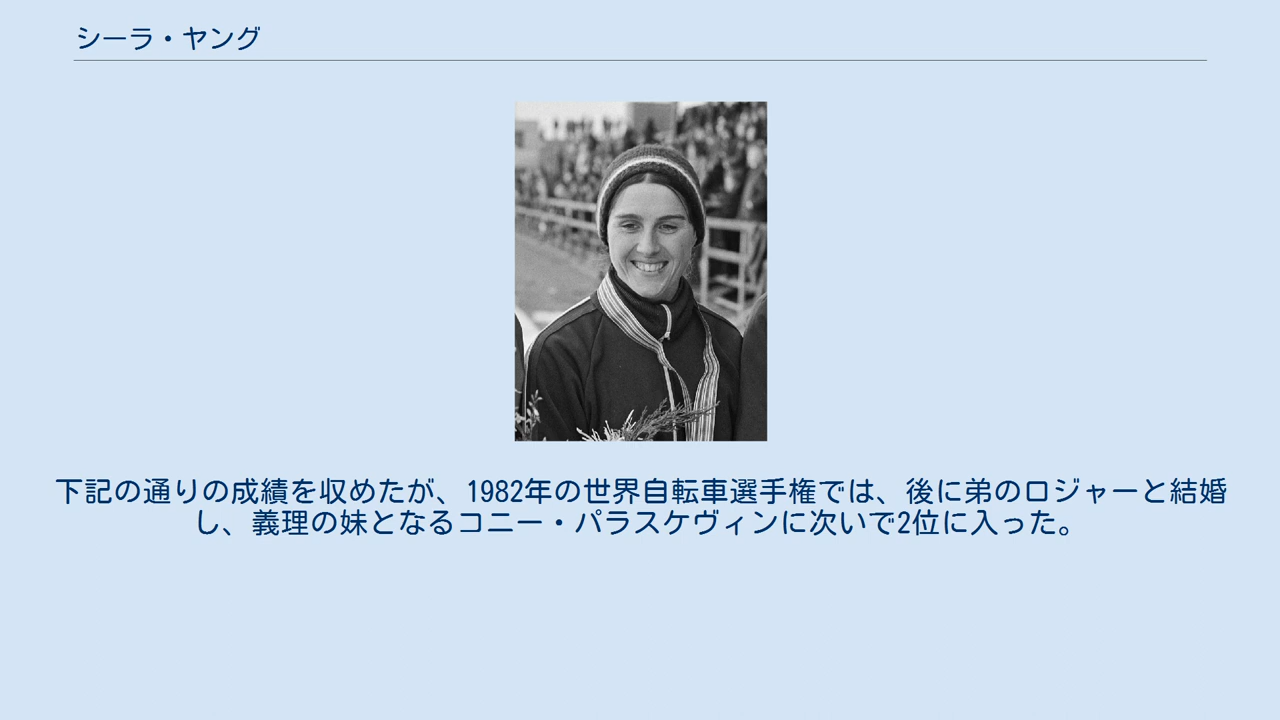 シーラ・ヤング
下記の通りの成績を収めたが、1982年の世界自転車選手権では、後に弟のロジャーと結婚
し、義理の妹となるコニー・パラスケヴィンに次いで2位に入った。